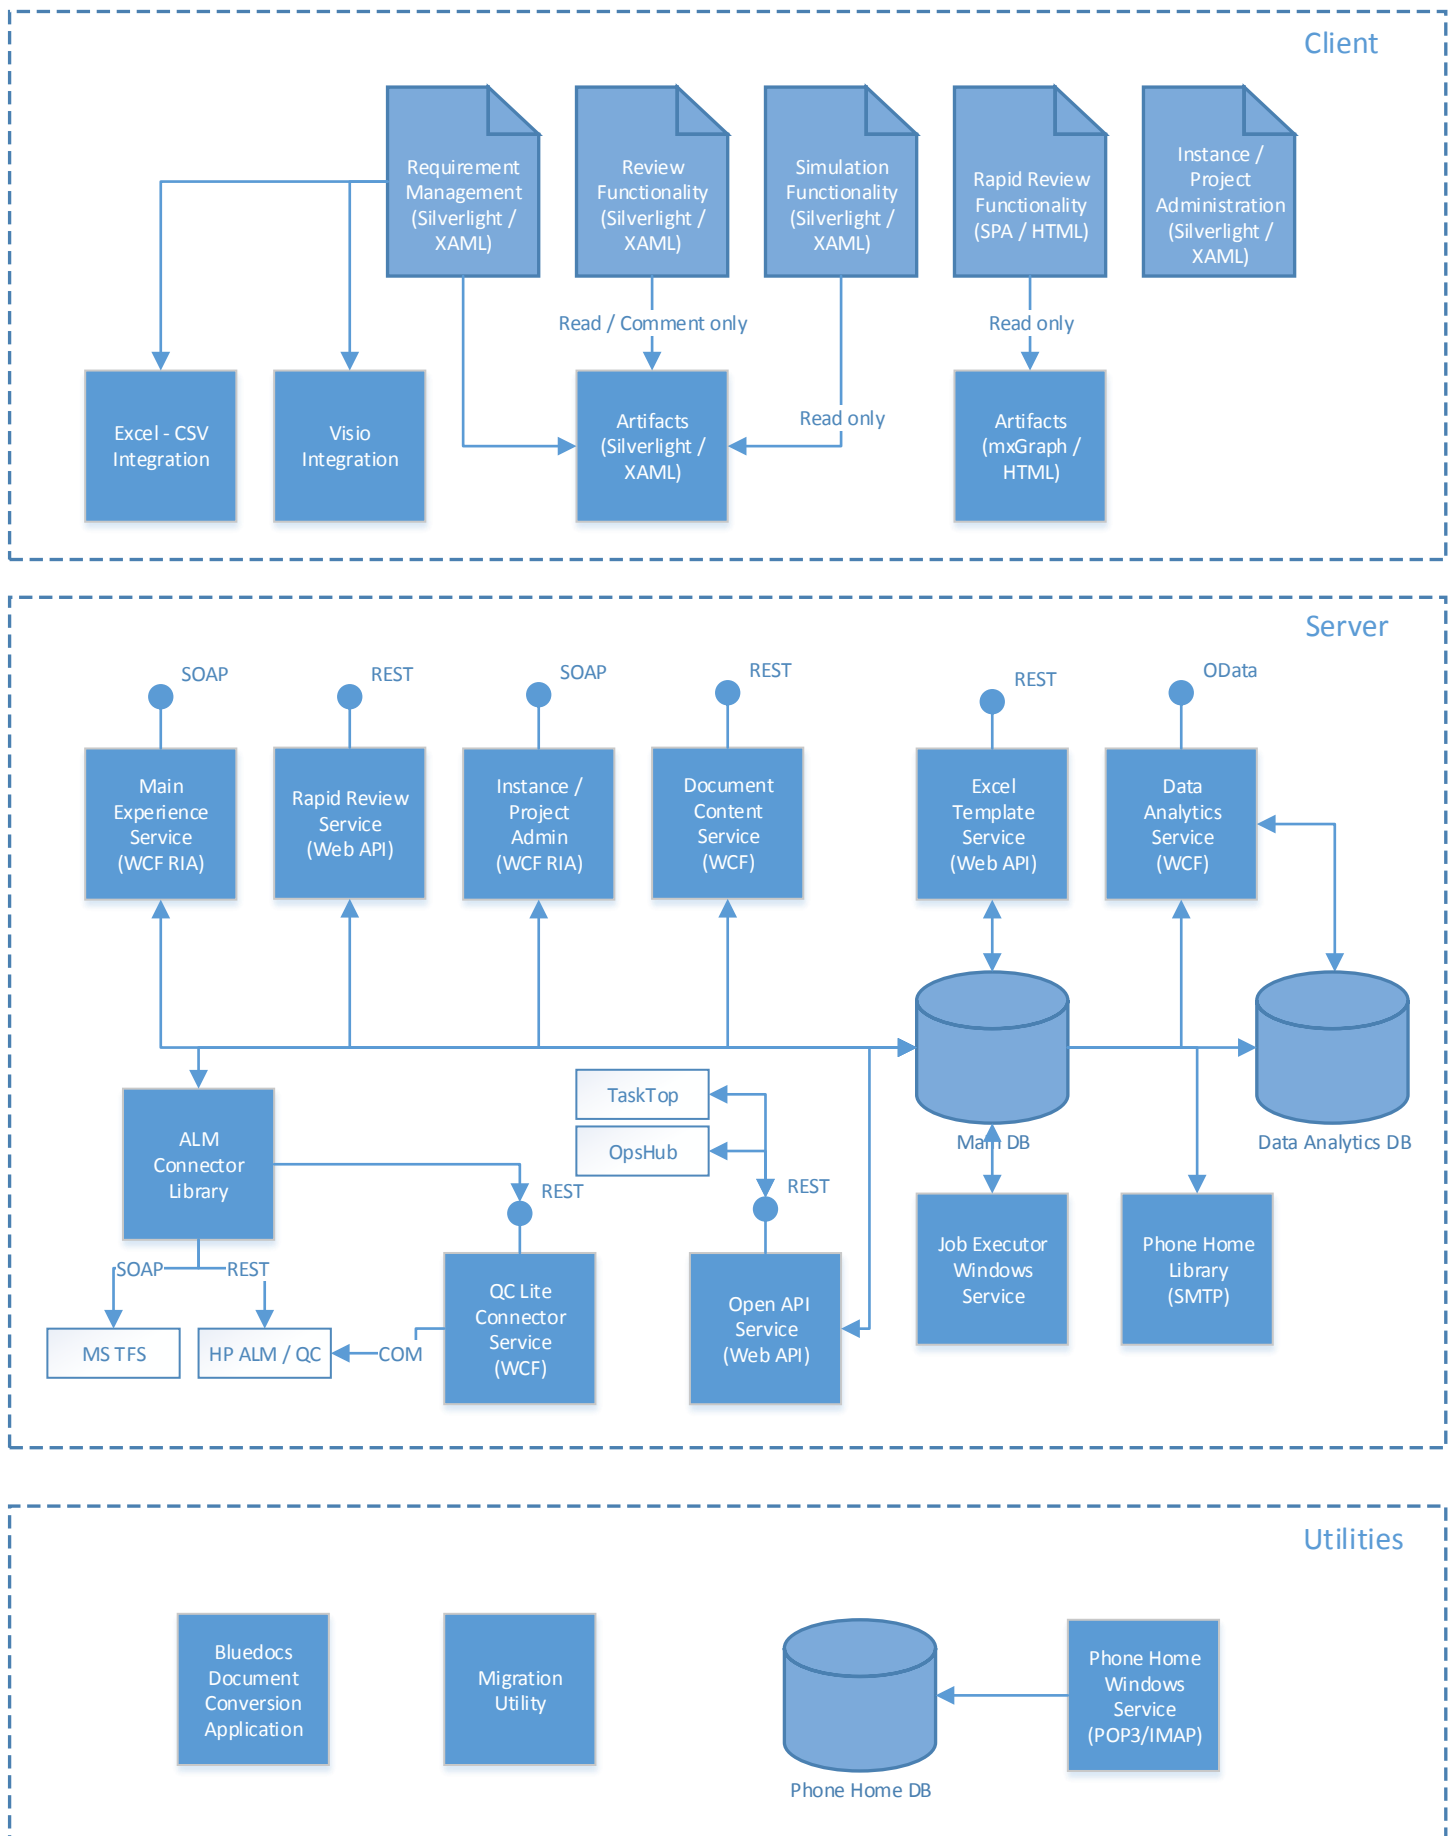 Client
Requirement
Management
(Silverlight /
XAML)
Review
Functionality
(Silverlight /
XAML)
Simulation
Functionality
(Silverlight /
XAML)
Rapid Review
Functionality
(SPA / HTML)
Instance /
Project
Administration
(Silverlight /
XAML)
Read / Comment only
Read only
Read only
Excel - CSV
Integration
Visio
Integration
Artifacts
(Silverlight /
XAML)
Artifacts
(mxGraph /
HTML)
Server
SOAP
REST
SOAP
REST
REST
OData
Main
Experience
Service
(WCF RIA)
Rapid Review
Service
(Web API)
Instance /
Project
Admin
(WCF RIA)
Document
Content
Service
(WCF)
Excel
Template
Service
(Web API)
Data
Analytics
Service
(WCF)
Main DB
Data Analytics DB
TaskTop
OpsHub
ALM
Connector
Library
REST
REST
SOAP
REST
MS TFS
HP ALM / QC
COM
QC Lite
Connector
Service
(WCF)
Open API
Service
(Web API)
Job Executor
Windows
Service
Phone Home
Library
(SMTP)
Utilities
Bluedocs
Document
Conversion
Application
Migration
Utility
Phone Home DB
Phone Home
Windows
Service
(POP3/IMAP)